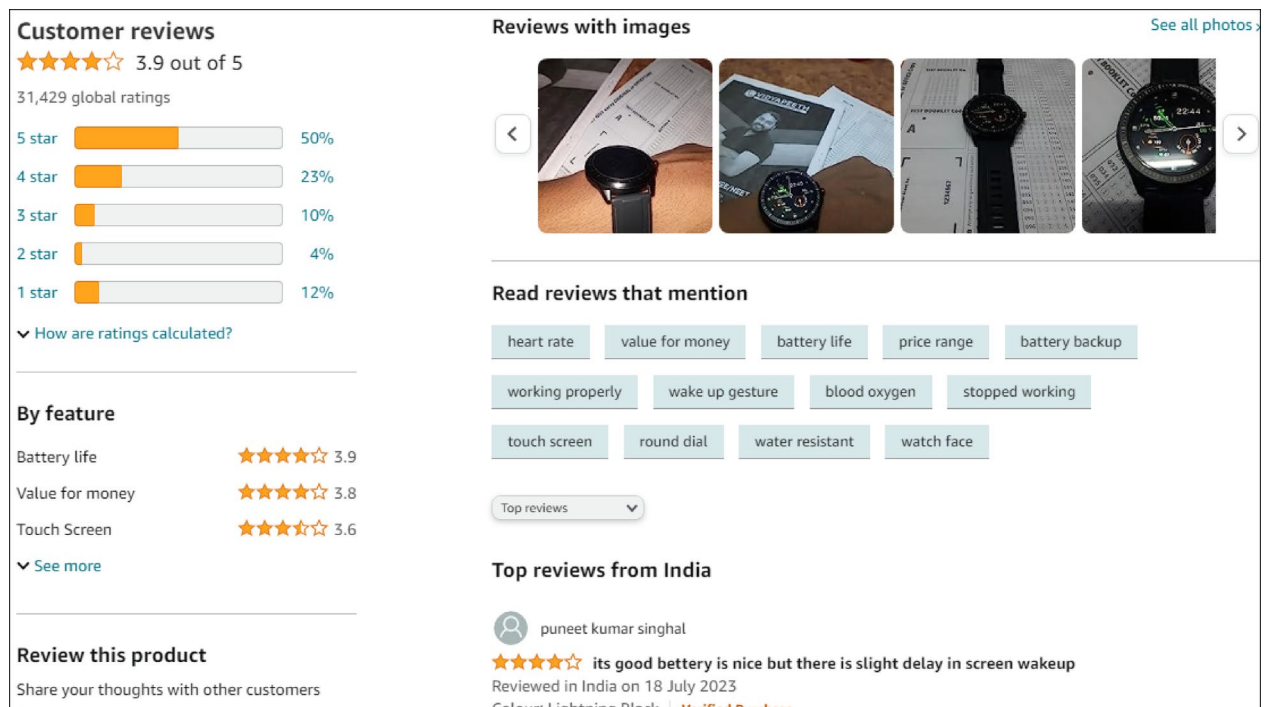 Customer reviews
3.9 out of 5
31,429 global ratings
5 star 50%
4 star 23%
3 star 10%
2 star 4%
1 star 12%
How are ratings calculated?
By feature
Battery life 3.9
Value for money 3.8
Touch Screen 3.6
See more
Review this product
Share your thoughts with other customers
Reviews with images
See all photos
VIDYAPEETH
A
1234567
22:44
Read reviews that mention
heart rate value for money battery life price range battery backup
working properly wake up gesture blood oxygen stopped working
touch screen round dial water resistant watch face
Top reviews
Top reviews from India
puneet kumar singhal
its good bettery is nice but there is slight delay in screen wakeup
Reviewed in India on 18 July 2023